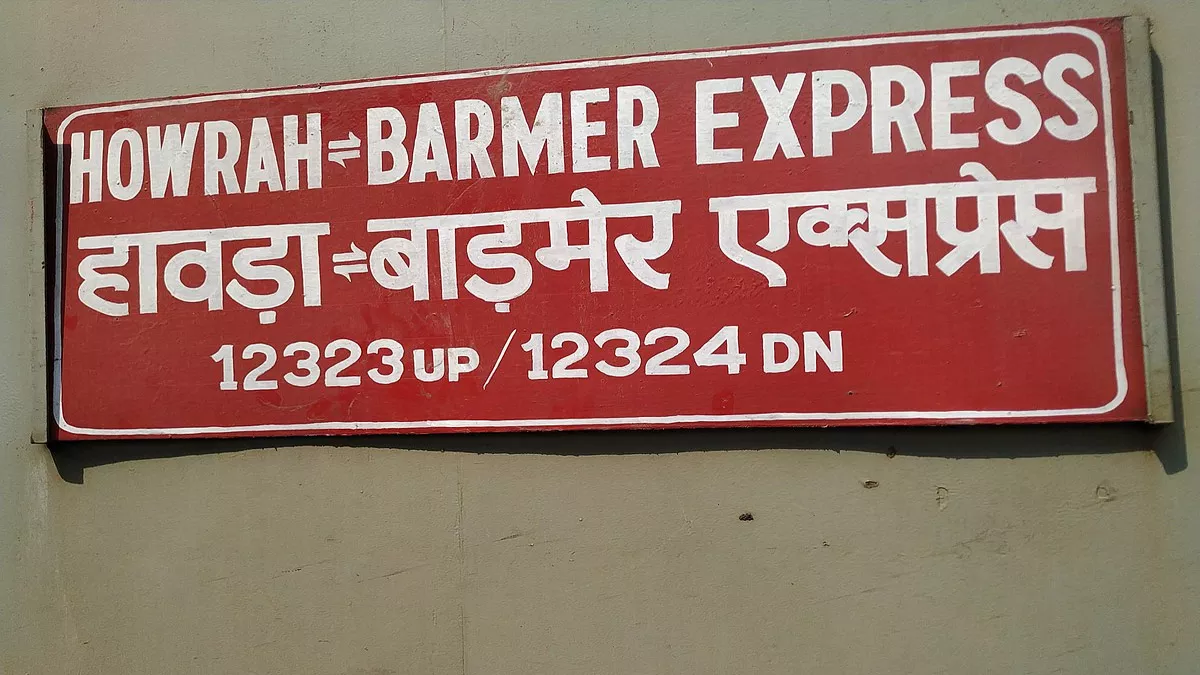 HOWRAH⇌BARMER EXPRESS
हावड़ा⇌बाड़मेर एक्सप्रेस
12323 UP / 12324 DN